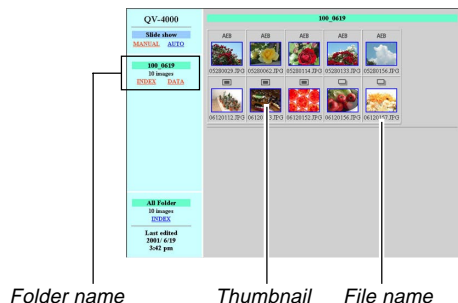 QV-4000
Slide show
MANUAL AUTO
100_0619
10 images
INDEX DATA
All Folder
10 images
INDEX
Last edited
2001/ 6/19
3:42 pm
100_0619
AEB AEB AEB AEB AEB
05280029.JPG 05280062.JPG 05280114.JPG 05280133.JPG 05280156.JPG
06120112.JPG 06120152.JPG 06120156.JPG
Folder name Thumbnail File name